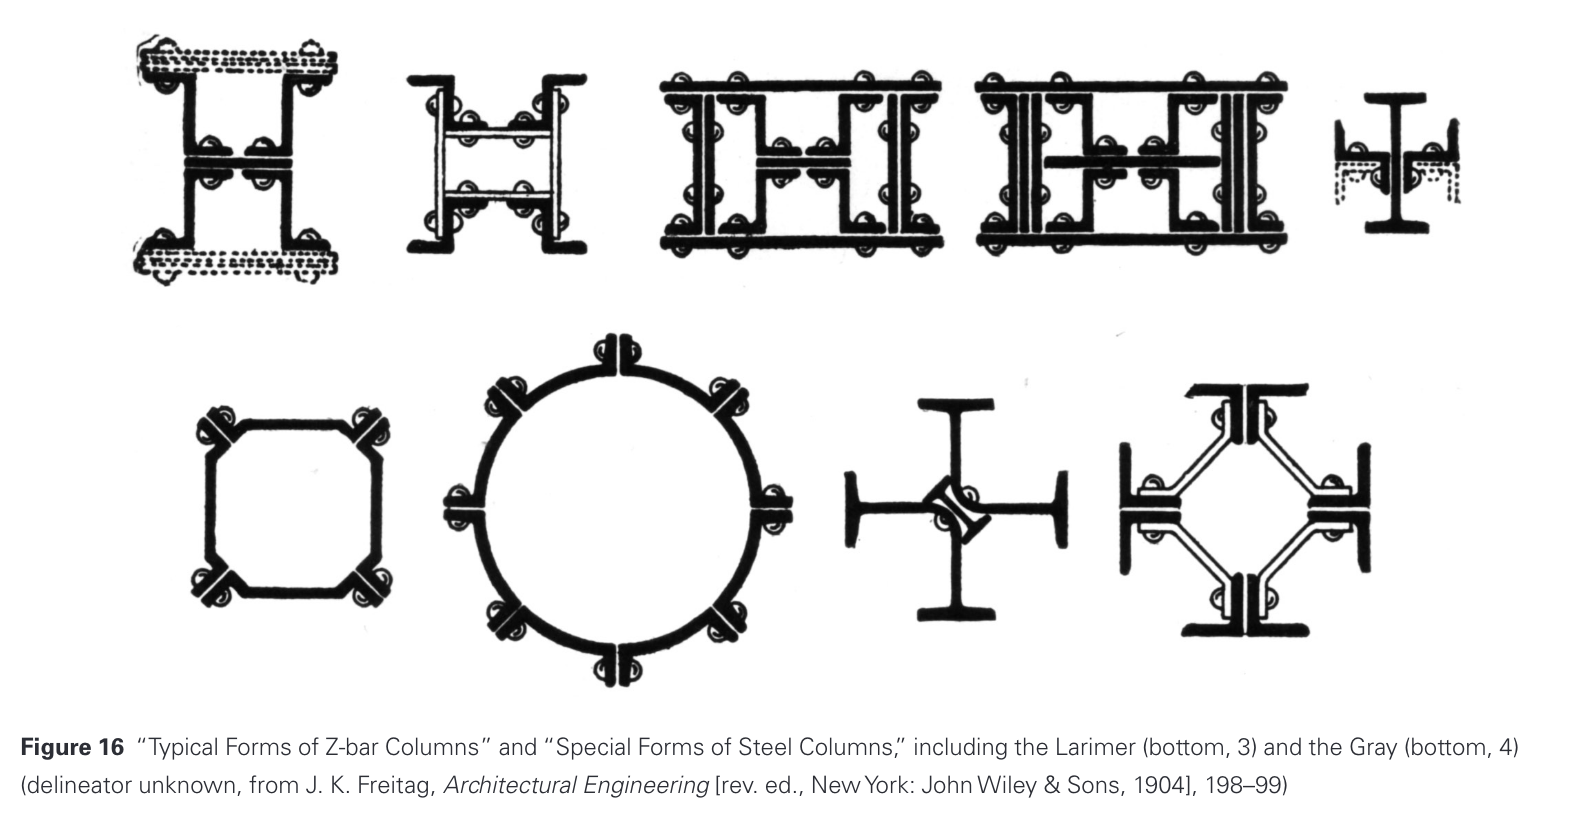 Figure 16 “Typical Forms of Z-bar Columns” and “Special Forms of Steel Columns,” including the Larimer (bottom, 3) and the Gray (bottom, 4)
(delineator unknown, from J. K. Freitag, Architectural Engineering [rev. ed., New York: John Wiley & Sons, 1904], 198–99)